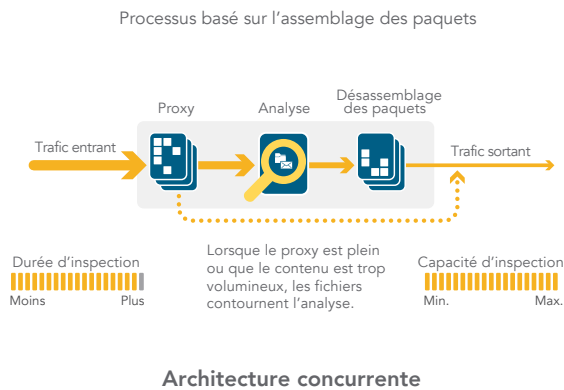 Processus basé sur l’assemblage des paquets
Proxy
Analyse
Désassemblage
des paquets
Trafic entrant
Trafic sortant
Durée d’inspection
Moins
Plus
Lorsque le proxy est plein
ou que le contenu est trop
volumineux, les fichiers
contournent l’analyse.
Capacité d’inspection
Min.
Max.
Architecture concurrente